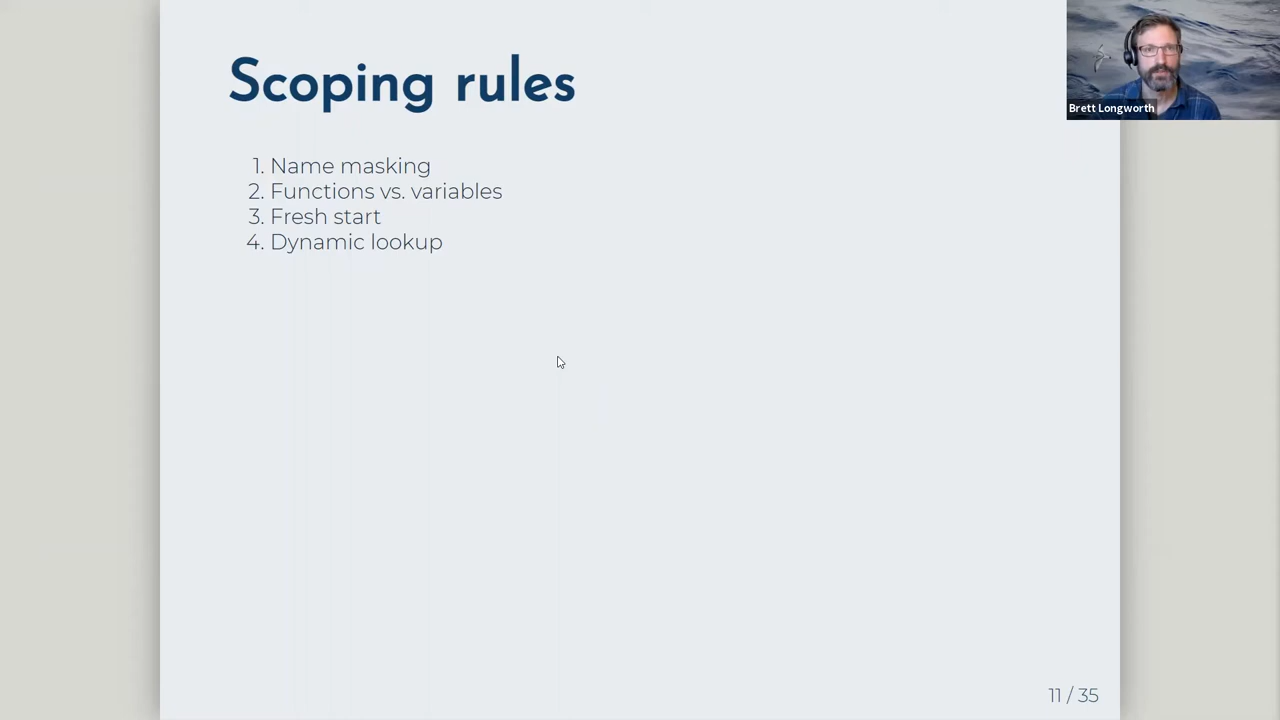 Scoping rules
Brett Longworth
1. Name masking
2. Functions vs. variables
3. Fresh start
4. Dynamic lookup
11 / 35